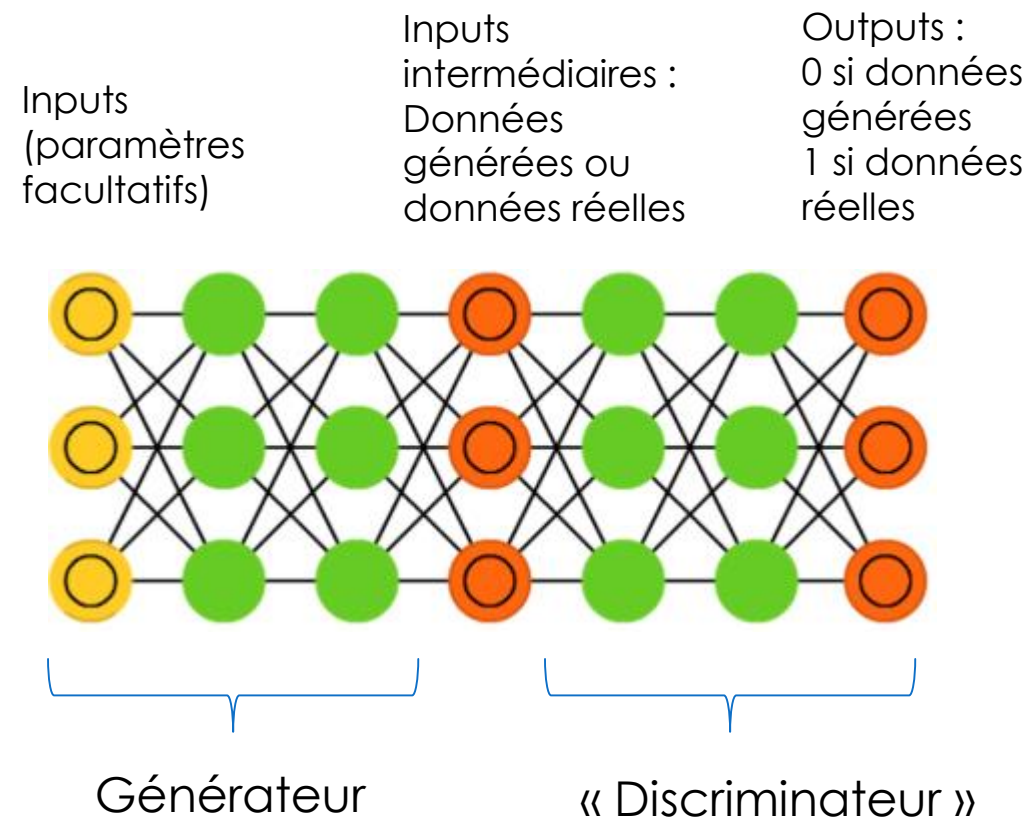 Inputs
(paramètres
facultatifs)
Inputs
intermédiaires :
Données
générées ou
données réelles
Outputs :
0 si données
générées
1 si données
réelles
Générateur
« Discriminateur »